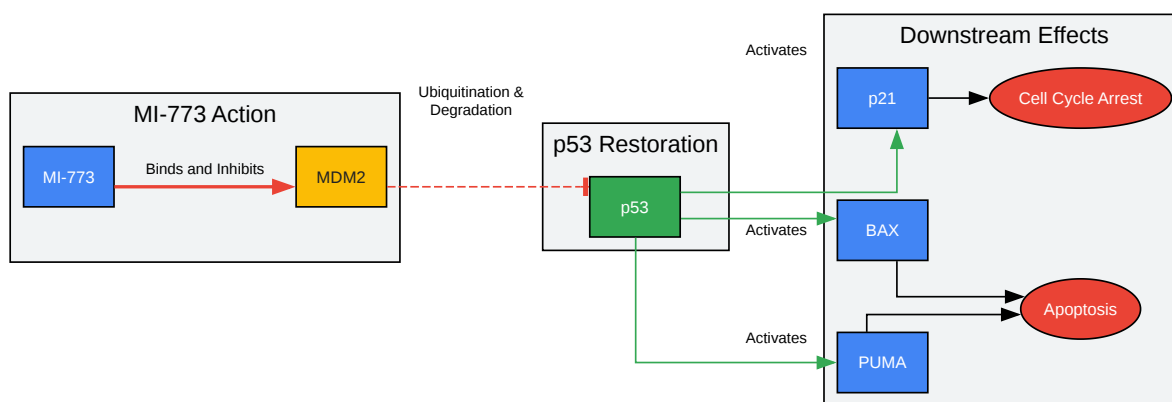 MI-773 Action
MI-773
Binds and Inhibits
MDM2
Ubiquitination &
Degradation
p53 Restoration
p53
Activates
Activates
Activates
Downstream Effects
p21
Cell Cycle Arrest
BAX
Apoptosis
PUMA